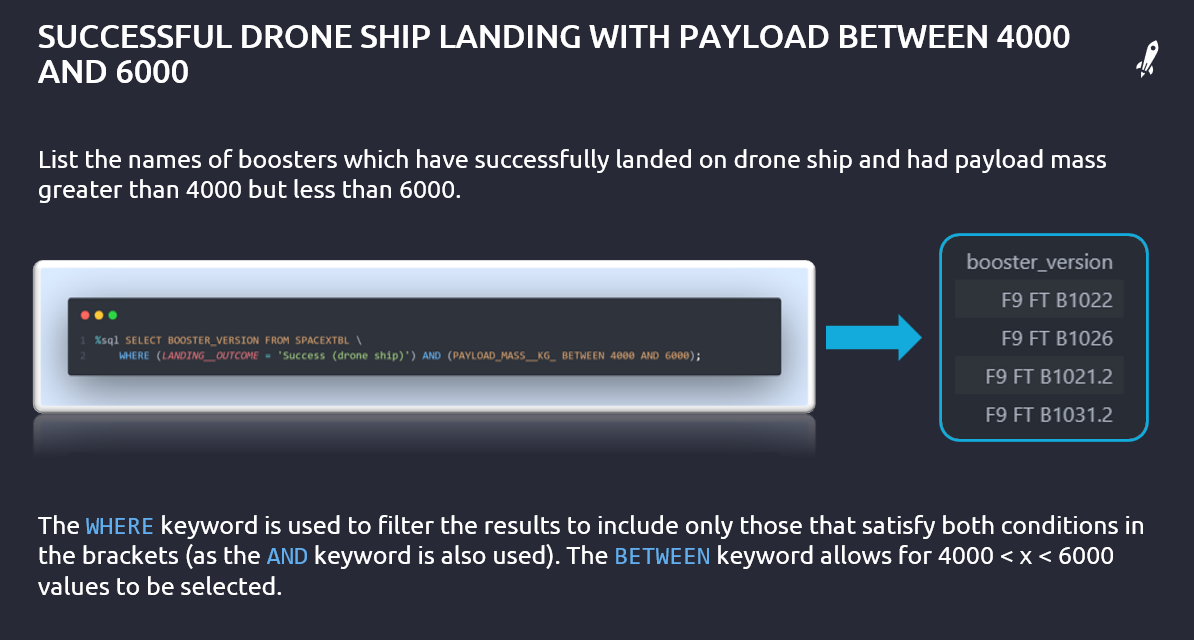 SUCCESSFUL DRONE SHIP LANDING WITH PAYLOAD BETWEEN 4000
AND 6000
List the names of boosters which have successfully landed on drone ship and had payload mass
greater than 4000 but less than 6000.
1 %sql SELECT BOOSTER_VERSION FROM SPACEXTBL \
2 WHERE (LANDING__OUTCOME = 'Success (drone ship)') AND (PAYLOAD_MASS__KG_ BETWEEN 4000 AND 6000);
booster_version
F9 FT B1022
F9 FT B1026
F9 FT B1021.2
F9 FT B1031.2
The WHERE keyword is used to filter the results to include only those that satisfy both conditions in
the brackets (as the AND keyword is also used). The BETWEEN keyword allows for 4000 < x < 6000
values to be selected.